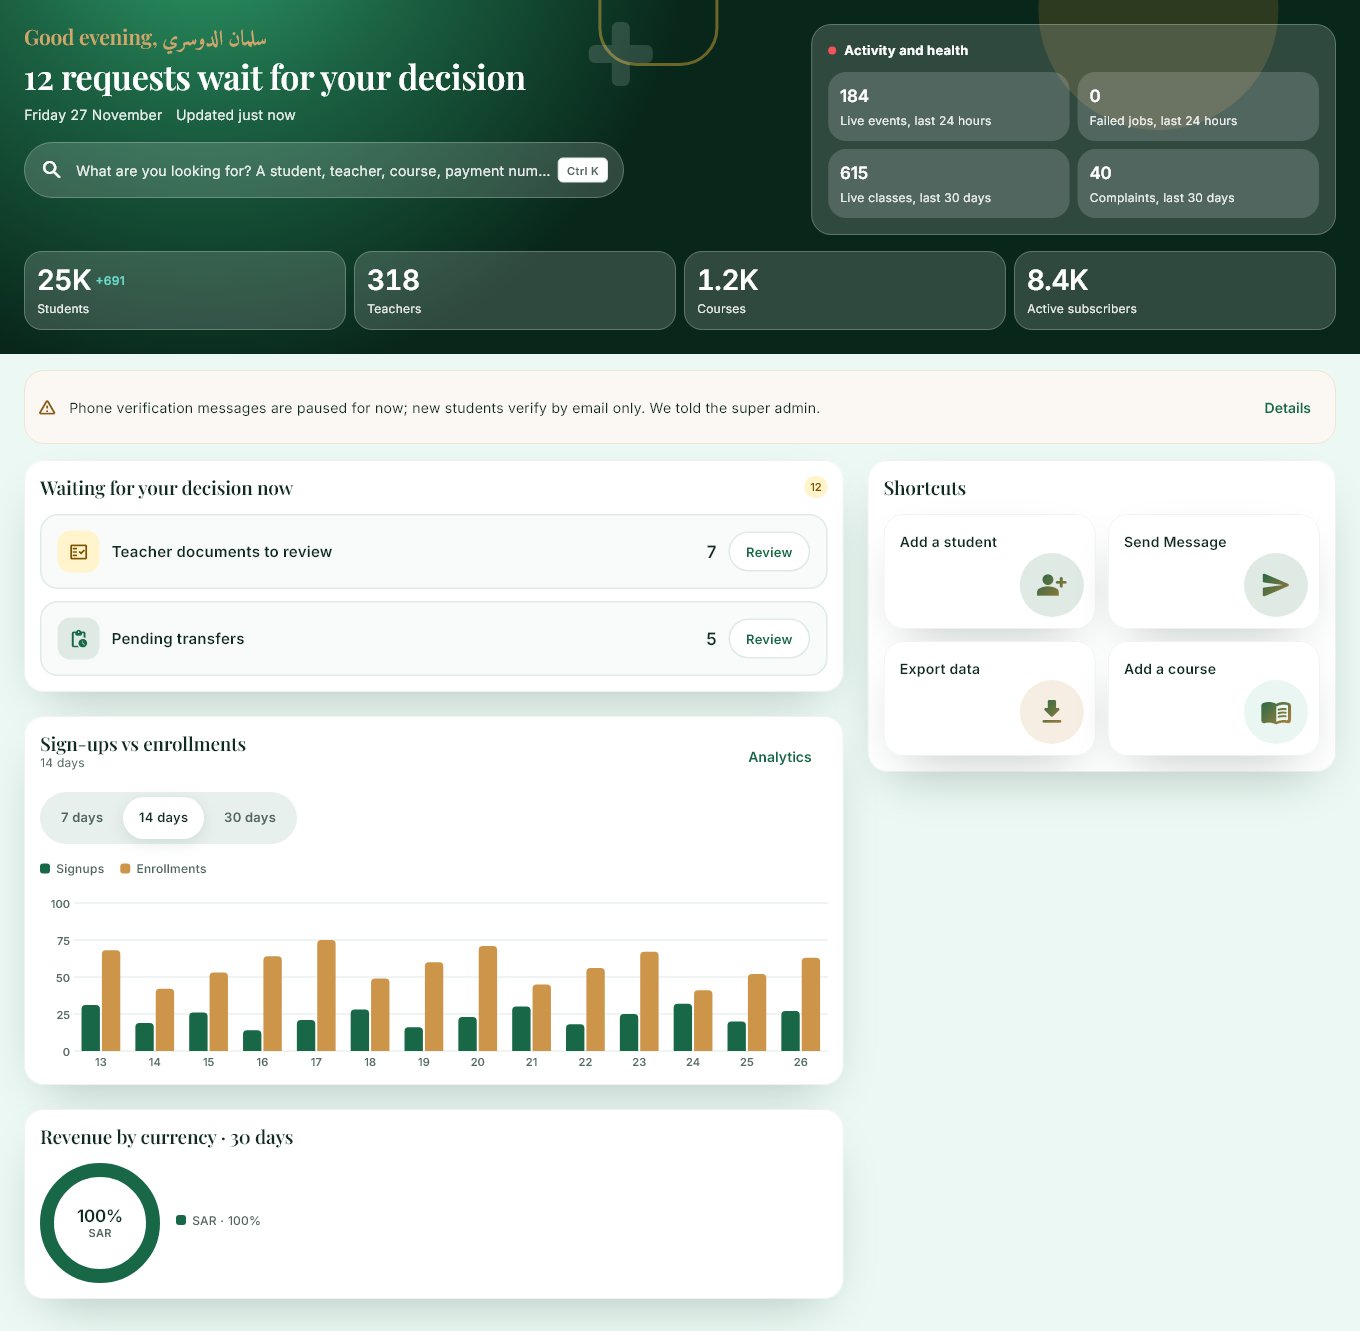 Good evening, سلمان الدوسري
12 requests wait for your decision
Friday 27 November Updated just now
What are you looking for? A student, teacher, course, payment num... Ctrl K
Activity and health
184
Live events, last 24 hours
0
Failed jobs, last 24 hours
615
Live classes, last 30 days
40
Complaints, last 30 days
25K +691
Students
318
Teachers
1.2K
Courses
8.4K
Active subscribers
Phone verification messages are paused for now; new students verify by email only. We told the super admin. Details
Waiting for your decision now 12
Teacher documents to review 7 Review
Pending transfers 5 Review
Shortcuts
Add a student
Send Message
Export data
Add a course
Sign-ups vs enrollments
14 days
Analytics
7 days 14 days 30 days
Signups Enrollments
100
75
50
25
0
13 14 15 16 17 18 19 20 21 22 23 24 25 26
Revenue by currency · 30 days
100%
SAR
SAR · 100%